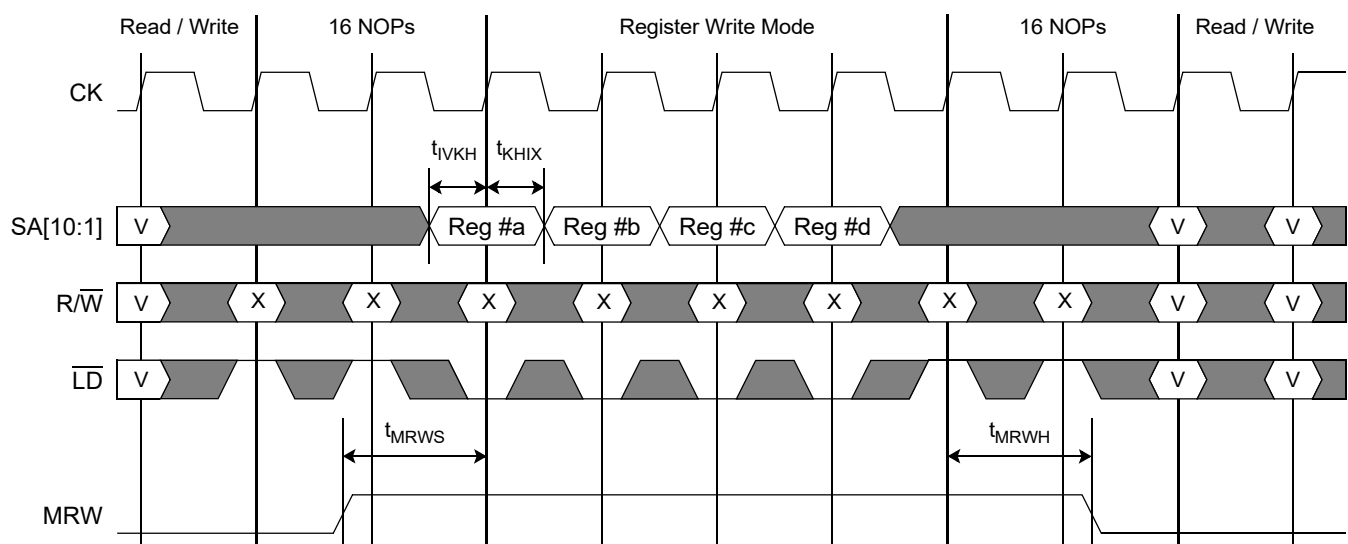 Read / Write 16 NOPs Register Write Mode 16 NOPs Read / Write
CK
tIVKH tKHIX
SA[10:1] V Reg #a Reg #b Reg #c Reg #d V V
R/W̅ V X X X X X X X X V V
L̅D̅ V V V
tMRWS tMRWH
MRW